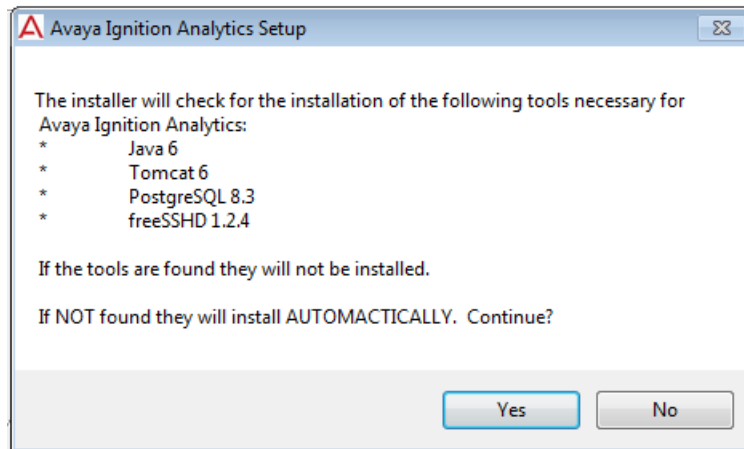 Avaya Ignition Analytics Setup
The installer will check for the installation of the following tools necessary for
Avaya Ignition Analytics:
* Java 6
* Tomcat 6
* PostgreSQL 8.3
* freeSSHD 1.2.4
If the tools are found they will not be installed.
If NOT found they will install AUTOMACTICALLY. Continue?
Yes
No